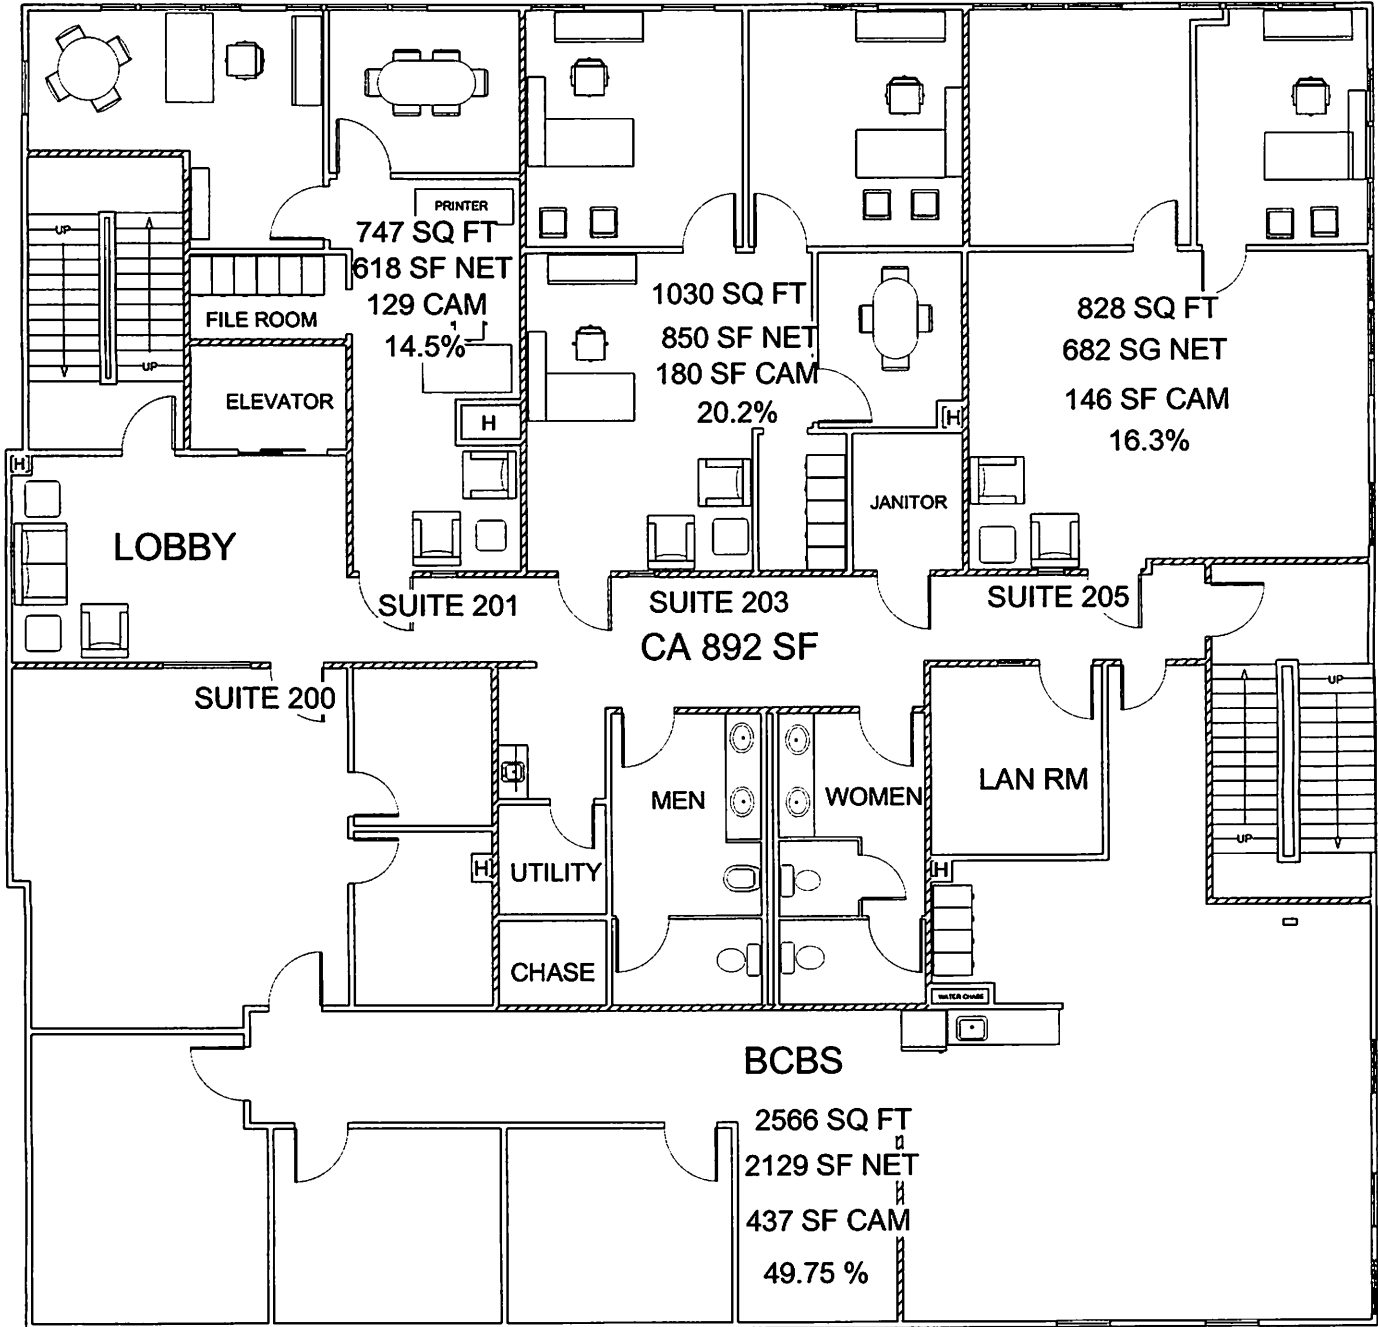 PRINTER
747 SQ FT
618 SF NET
129 CAM
14.5%
UP
UP
FILE ROOM
ELEVATOR
H
1030 SQ FT
850 SF NET
180 SF CAM
20.2%
828 SQ FT
682 SG NET
146 SF CAM
16.3%
H
H
JANITOR
LOBBY
SUITE 201
SUITE 203
SUITE 205
CA 892 SF
SUITE 200
UP
UP
MEN
WOMEN
LAN RM
UTILITY
H
H
CHASE
WATER CHASE
BCBS
2566 SQ FT
2129 SF NET
437 SF CAM
49.75 %